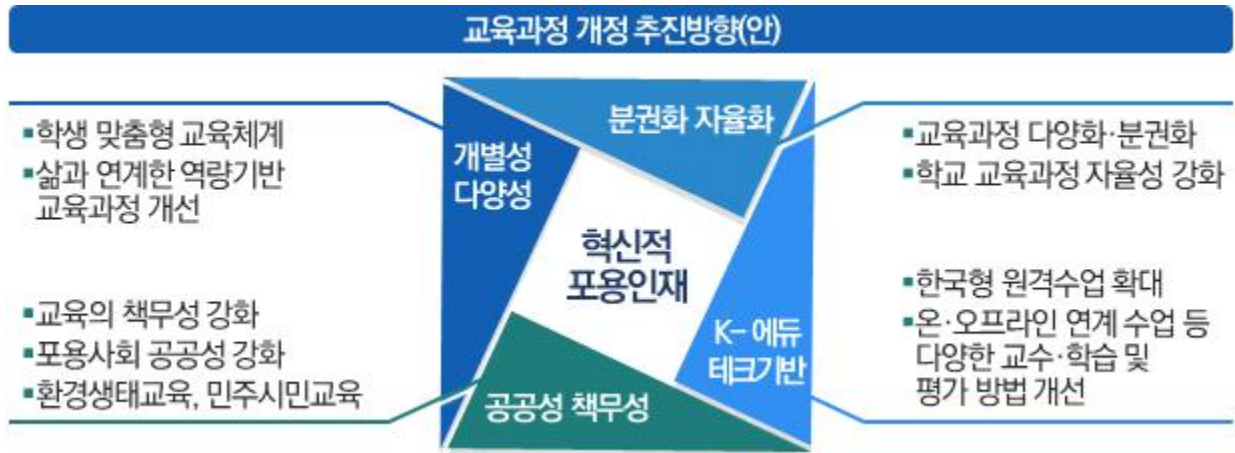 교육과정 개정 추진방향(안)
▪학생 맞춤형 교육체계
▪삶과 연계한 역량기반
교육과정 개선
▪교육의 책무성 강화
▪포용사회 공공성 강화
▪환경생태교육, 민주시민교육
분권화 자율화
개별성
다양성
혁신적
포용인재
K-에듀
테크기반
공공성 책무성
▪교육과정 다양화·분권화
▪학교 교육과정 자율성 강화
▪한국형 원격수업 확대
▪온·오프라인 연계 수업 등
다양한 교수·학습 및
평가 방법 개선